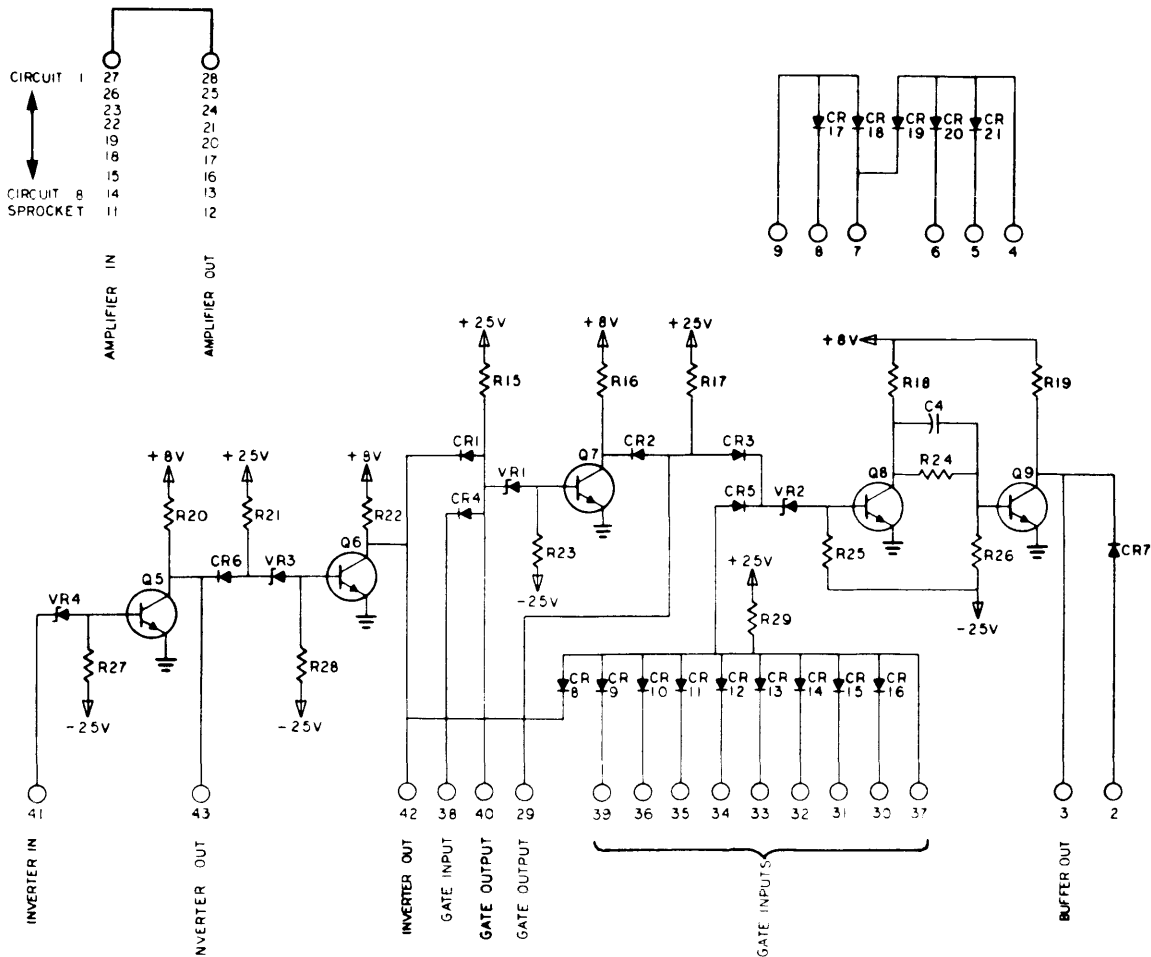 CIRCUIT 1 27 28
26 25
23 24
22 21
19 20
18 17
15 16
CIRCUIT 8 14 13
SPROCKET 11 12
AMPLIFIER IN
AMPLIFIER OUT
CR 17
CR 18
CR 19
CR 20
CR 21
9 8 7 6 5 4
+25V +8V +25V
+8V
R15 R16 R17 R18 R19
C4
CR1 Q7 CR2 CR3 R24
+8V +25V +8V
VR1 CR5 VR2 Q8 Q9
CR4
R20 R21 R22
Q6
R23 R25 R26 CR7
Q5 CR6 VR3
-25V +25V
VR4
R29 -25V
R27 R28
CR 8
CR 9
CR 10
CR 11
CR 12
CR 13
CR 14
CR 15
CR 16
-25V -25V
41 43 42 38 40 29 39 36 35 34 33 32 31 30 37 3 2
INVERTER IN
NVERTER OUT
INVERTER OUT
GATE INPUT
GATE OUTPUT
GATE OUTPUT
GATE INPUTS
BUFFER OUT